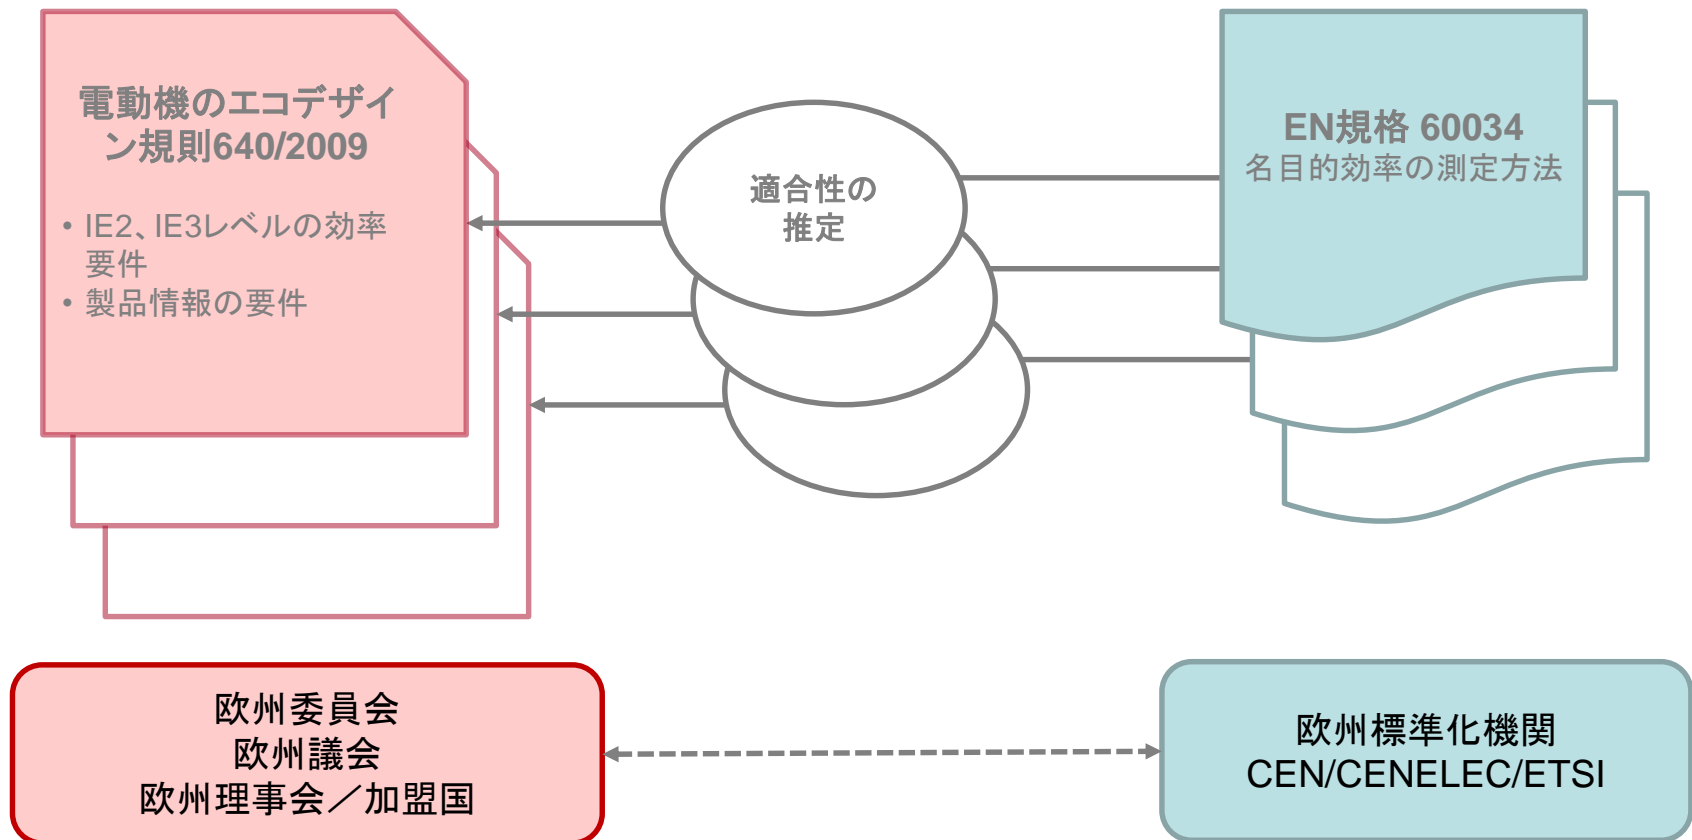 電動機のエコデザイ
ン規則640/2009
• IE2、IE3レベルの効率
要件
• 製品情報の要件
適合性の
推定
EN規格 60034
名目的効率の測定方法
欧州委員会
欧州議会
欧州理事会／加盟国
欧州標準化機関
CEN/CENELEC/ETSI